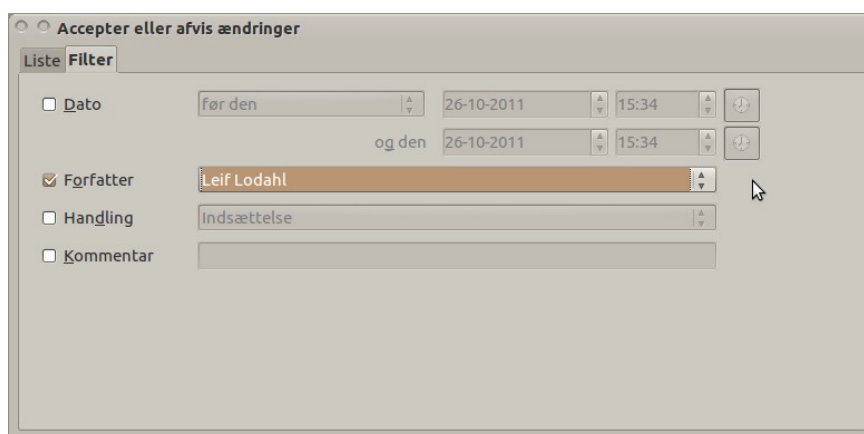 Accepter eller afvis ændringer
Liste Filter
Dato før den 26-10-2011 15:34
og den 26-10-2011 15:34
Forfatter Leif Lodahl
Handling Indsættelse
Kommentar